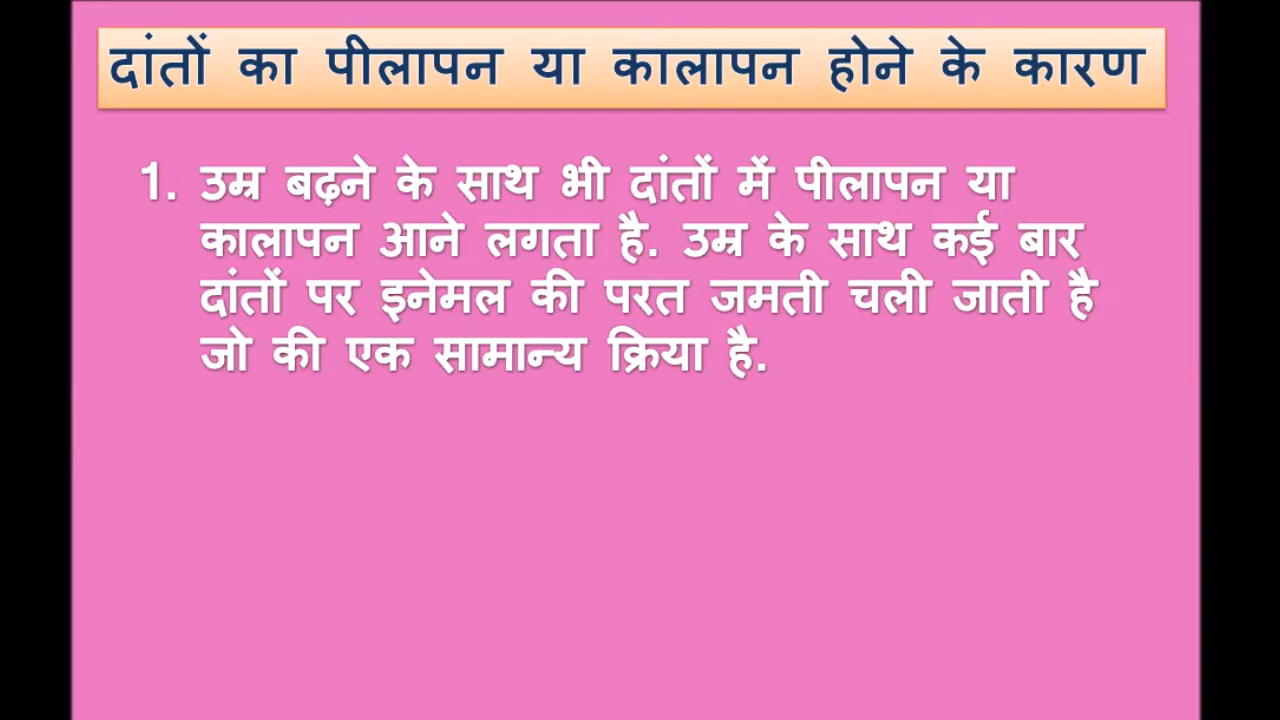 दांतों का पीलापन या कालापन होने के कारण
1. उम्र बढ़ने के साथ भी दांतों में पीलापन या
कालापन आने लगता है. उम्र के साथ कई बार
दांतों पर इनेमल की परत जमती चली जाती है
जो की एक सामान्य क्रिया है.